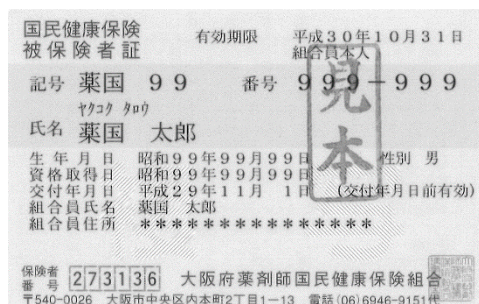 国民健康保険
被保険者証
有効期限 平成30年10月31日
組合員本人
記号 薬国 99 番号 999-999
ヤクコク タロウ
氏名 薬国 太郎
生年月日 昭和99年99月99日 性別 男
資格取得日 昭和99年99月99日
交付年月日 平成29年11月 1日 (交付年月日前有効)
組合員氏名 薬国 太郎
組合員住所 ******************
見本
保険者番号 273136 大阪府薬剤師国民健康保険組合
〒540-0026 大阪市中央区内本町2丁目1-13 電話(06)6946-9151代